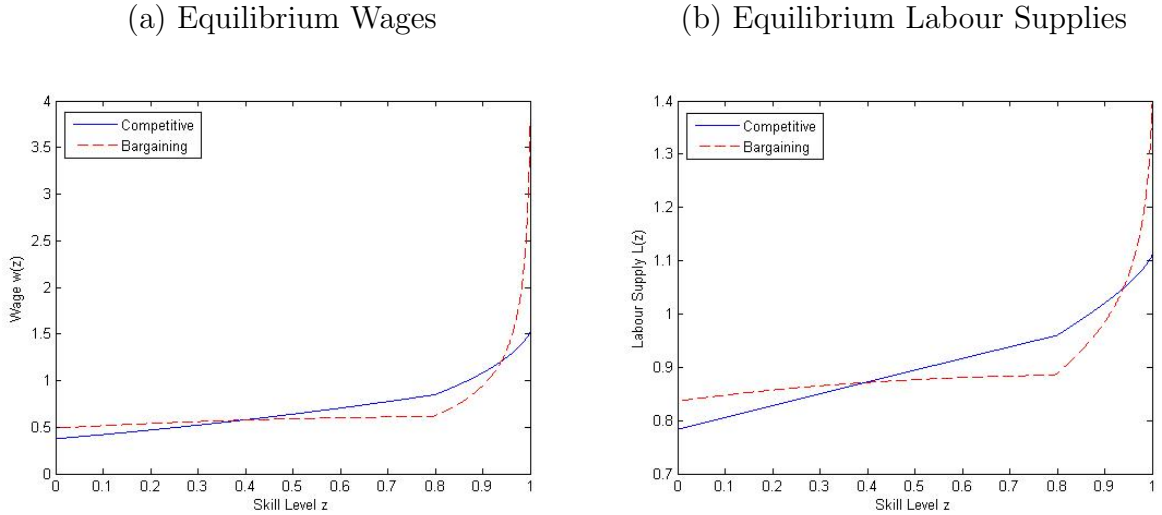 (a) Equilibrium Wages
4
3.5
3
2.5
2
1.5
1
0.5
0
Competitive
Bargaining
Wage w(z)
0 0.1 0.2 0.3 0.4 0.5 0.6 0.7 0.8 0.9 1
Skill Level z
(b) Equilibrium Labour Supplies
1.4
1.3
1.2
1.1
1
0.9
0.8
0.7
Competitive
Bargaining
Labour Supply L(z)
0 0.1 0.2 0.3 0.4 0.5 0.6 0.7 0.8 0.9 1
Skill Level z